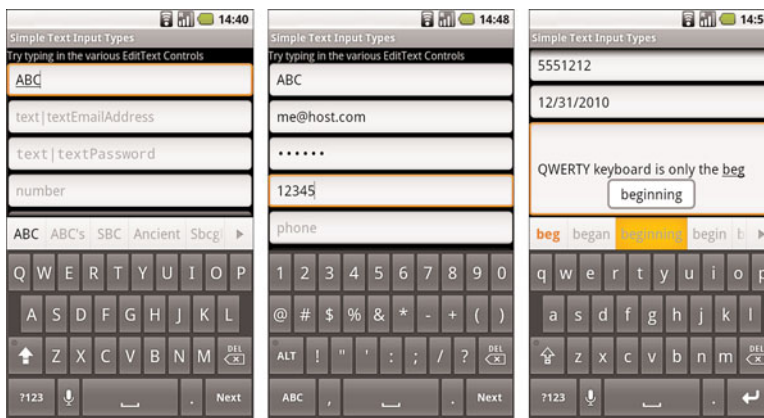 14:40
Simple Text Input Types
Try typing in the various EditText Controls
ABC
text|textEmailAddress
text|textPassword
number
ABC ABC's SBC Ancient Sbcg
Q W E R T Y U I O P
A S D F G H J K L
Z X C V B N M DEL
?123 . Next
14:48
Simple Text Input Types
Try typing in the various EditText Controls
ABC
me@host.com
••••••
12345
phone
1 2 3 4 5 6 7 8 9 0
@ # $ % & * - + ( )
ALT ! " ' : ; / ? DEL
ABC , . Next
14:5
Simple Text Input Types
5551212
12/31/2010
QWERTY keyboard is only the beg
beginning
beg began beginning begin b
q w e r t y u i o p
a s d f g h j k l
z x c v b n m DEL
?123 .